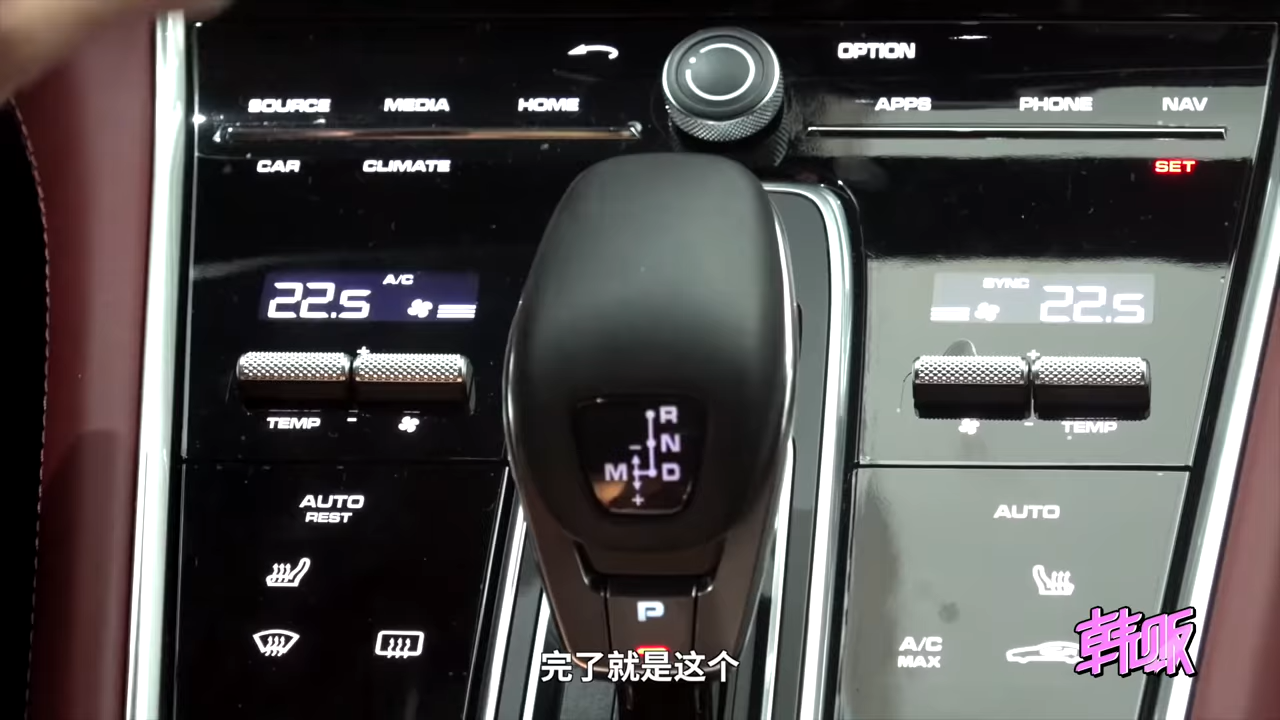 OPTION
SOURCE MEDIA HOME APPS PHONE NAV
CAR CLIMATE SET
A/C SYNC
22.5 22.5
+ +
TEMP - - TEMP
R
- N
M D
+
AUTO AUTO
REST
P
A/C
MAX
完了就是这个
韩贩